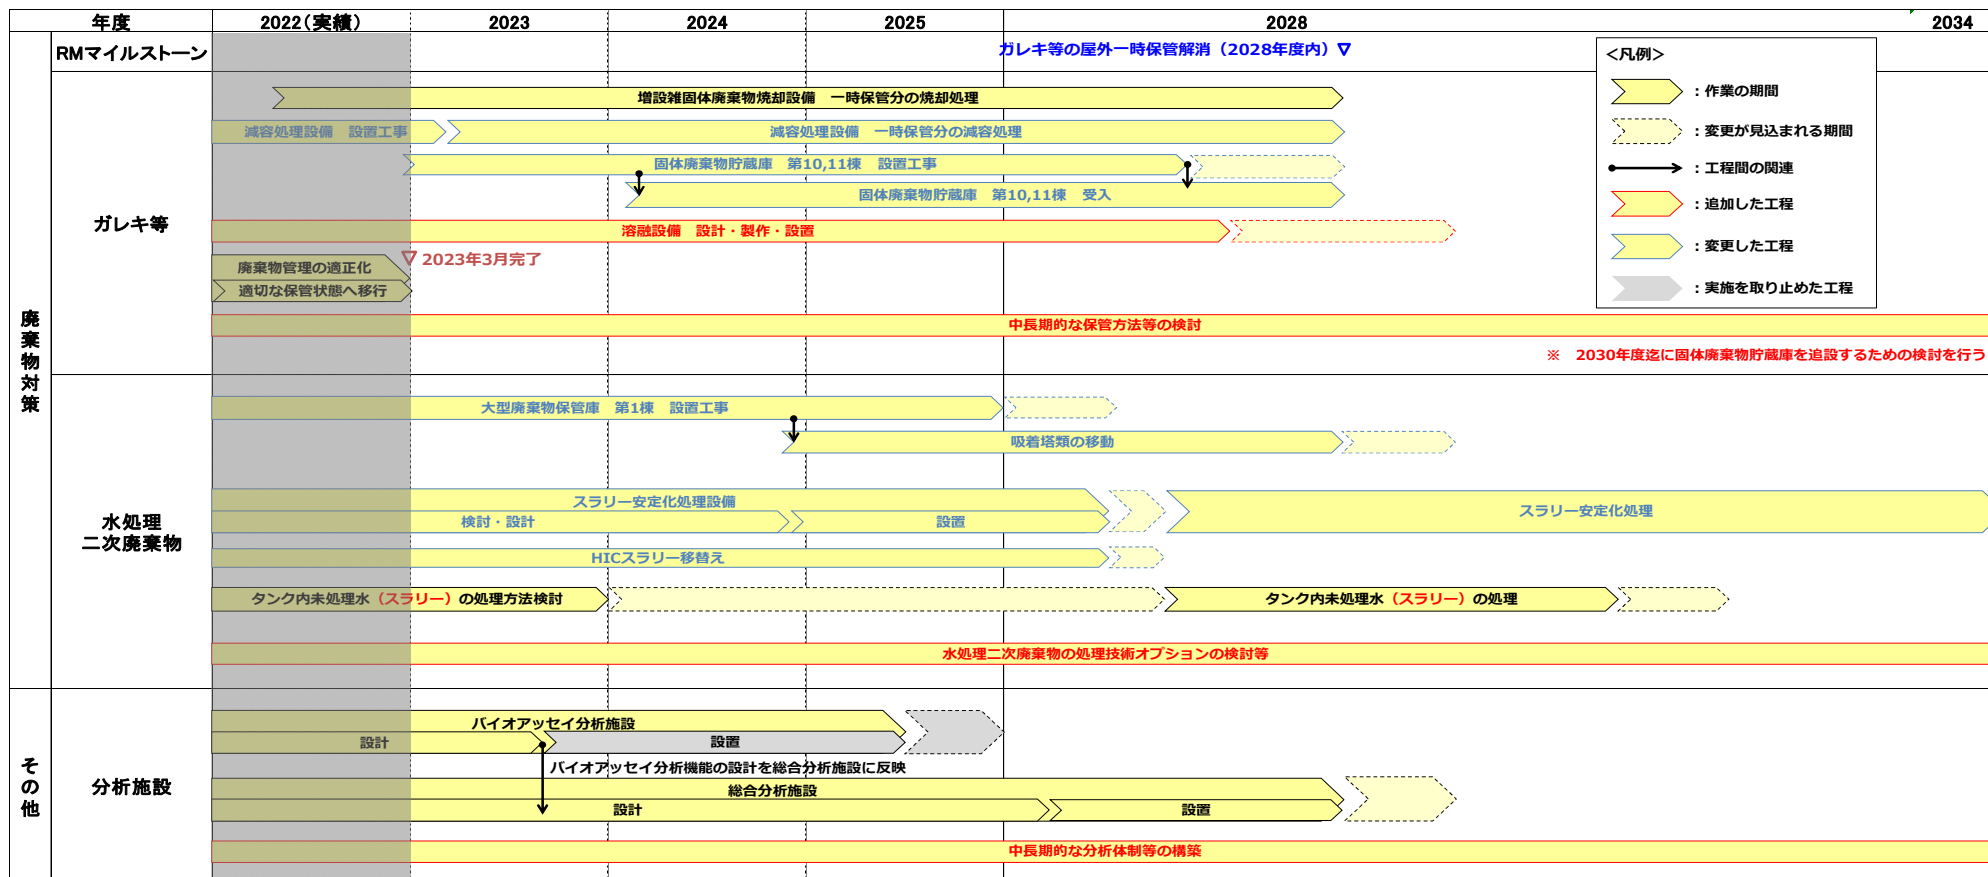 年度 2022(実績) 2023 2024 2025 2028 2034
廃棄物対策
RMマイルストーン
ガレキ等の屋外一時保管解消（2028年度内）▽
＜凡例＞
：作業の期間
：変更が見込まれる期間
：工程間の関連
：追加した工程
：変更した工程
：実施を取り止めた工程
ガレキ等
増設雑固体廃棄物焼却設備　一時保管分の焼却処理
減容処理設備　設置工事
減容処理設備　一時保管分の減容処理
固体廃棄物貯蔵庫　第10,11棟　設置工事
固体廃棄物貯蔵庫　第10,11棟　受入
溶融設備　設計・製作・設置
廃棄物管理の適正化
▽ 2023年3月完了
適切な保管状態へ移行
中長期的な保管方法等の検討
※　2030年度迄に固体廃棄物貯蔵庫を追設するための検討を行う
水処理
二次廃棄物
大型廃棄物保管庫　第1棟　設置工事
吸着塔類の移動
スラリー安定化処理設備
検討・設計
設置
スラリー安定化処理
HICスラリー移替え
タンク内未処理水（スラリー）の処理方法検討
タンク内未処理水（スラリー）の処理
水処理二次廃棄物の処理技術オプションの検討等
その他
分析施設
バイオアッセイ分析施設
設計
設置
バイオアッセイ分析機能の設計を総合分析施設に反映
総合分析施設
設計
設置
中長期的な分析体制等の構築